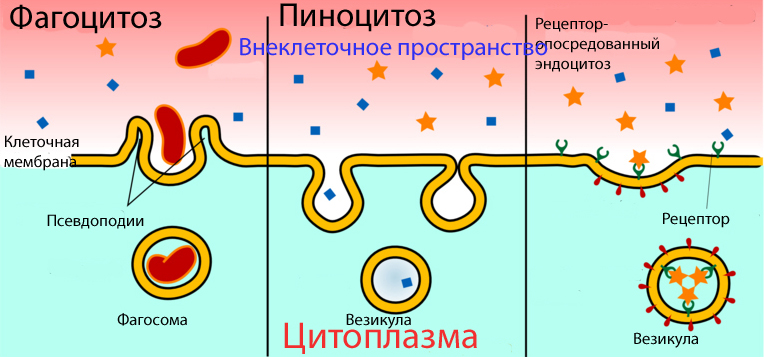 Фагоцитоз
Пиноцитоз
Рецептор-
опосредованный
эндоцитоз
Внеклеточное пространство
Клеточная
мембрана
Псевдоподии
Рецептор
Фагосома
Везикула
Везикула
Цитоплазма